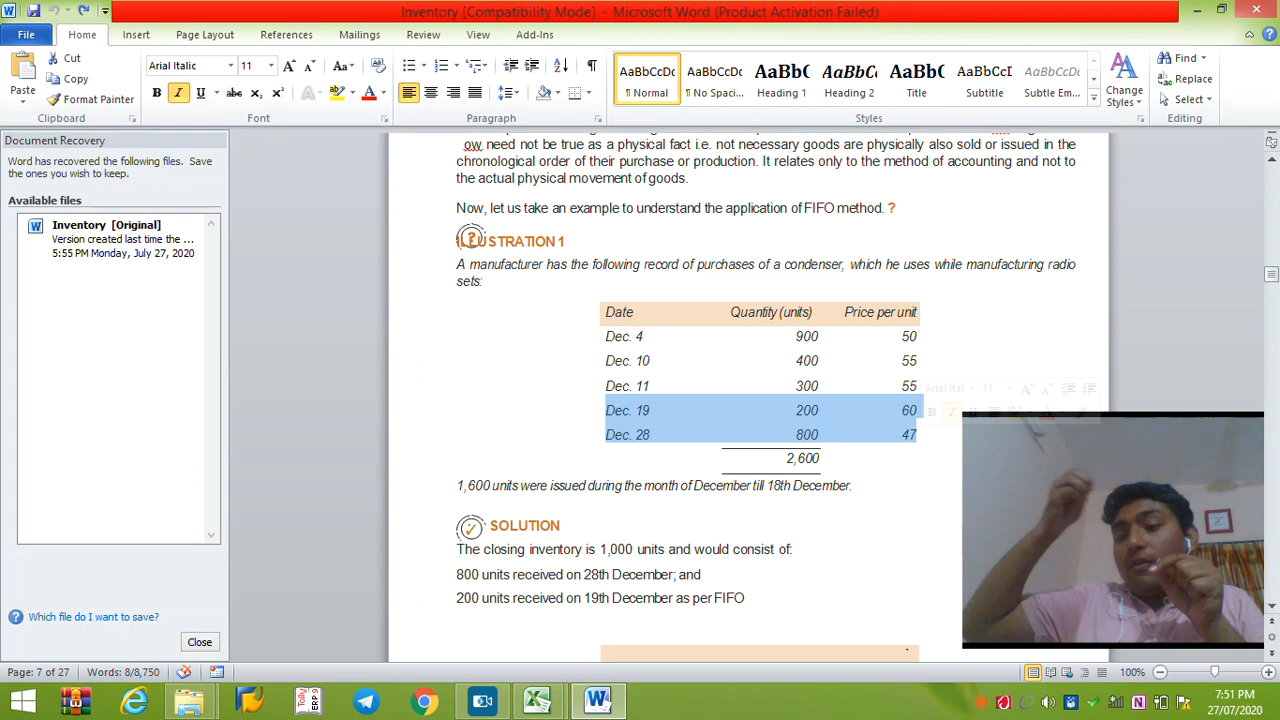 Inventory [Compatibility Mode] - Microsoft Word (Product Activation Failed)
File Home Insert Page Layout References Mailings Review View Add-Ins
Paste
Cut
Copy
Format Painter
Clipboard
Arial Italic 11
Font
Paragraph
AaBbCcDc
¶ Normal
AaBbCcDc
¶ No Spaci...
AaBbC
Heading 1
AaBbCc
Heading 2
AaBbC
Title
AaBbCcD
Subtitle
AaBbCcDc
Subtle Em...
Change
Styles
Styles
Find
Replace
Select
Editing
Document Recovery
Word has recovered the following files. Save
the ones you wish to keep.
Available files
Inventory [Original]
Version created last time the ...
5:55 PM Monday, July 27, 2020
Which file do I want to save?
Close
ow need not be true as a physical fact i.e. not necessary goods are physically also sold or issued in the
chronological order of their purchase or production. It relates only to the method of accounting and not to
the actual physical movement of goods.
Now, let us take an example to understand the application of FIFO method. ?
ILLUSTRATION 1
A manufacturer has the following record of purchases of a condenser, which he uses while manufacturing radio
sets:
Date Quantity (units) Price per unit
Dec. 4 900 50
Dec. 10 400 55
Dec. 11 300 55
Dec. 19 200 60
Dec. 28 800 47
2,600
1,600 units were issued during the month of December till 18th December.
SOLUTION
The closing inventory is 1,000 units and would consist of:
800 units received on 28th December; and
200 units received on 19th December as per FIFO
Page: 7 of 27 Words: 8/8,750 100%
7:51 PM
27/07/2020